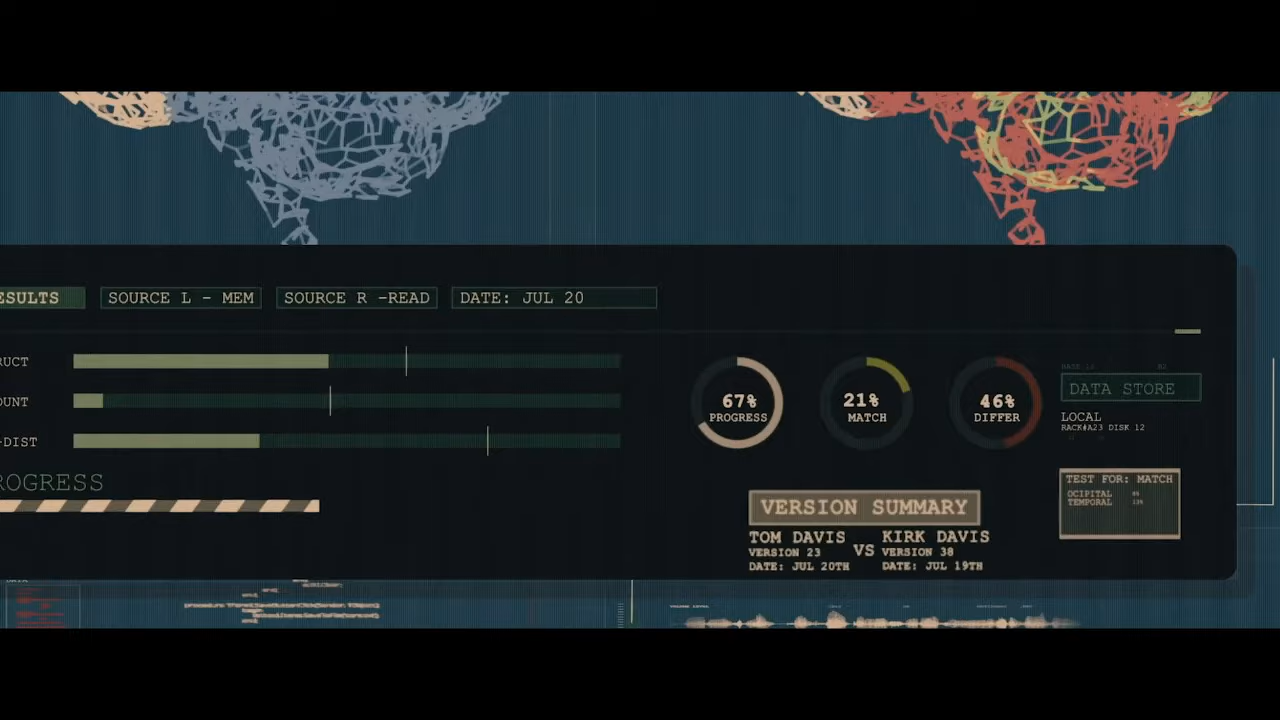 ESULTS
SOURCE L - MEM
SOURCE R -READ
DATE: JUL 20
RUCT
OUNT
-DIST
ROGRESS
67%
PROGRESS
21%
MATCH
46%
DIFFER
DATA STORE
LOCAL
RACK#A23 DISK 12
TEST FOR: MATCH
OCIPITAL
TEMPORAL
VERSION SUMMARY
TOM DAVIS
VERSION 23
DATE: JUL 20TH
VS
KIRK DAVIS
VERSION 38
DATE: JUL 19TH